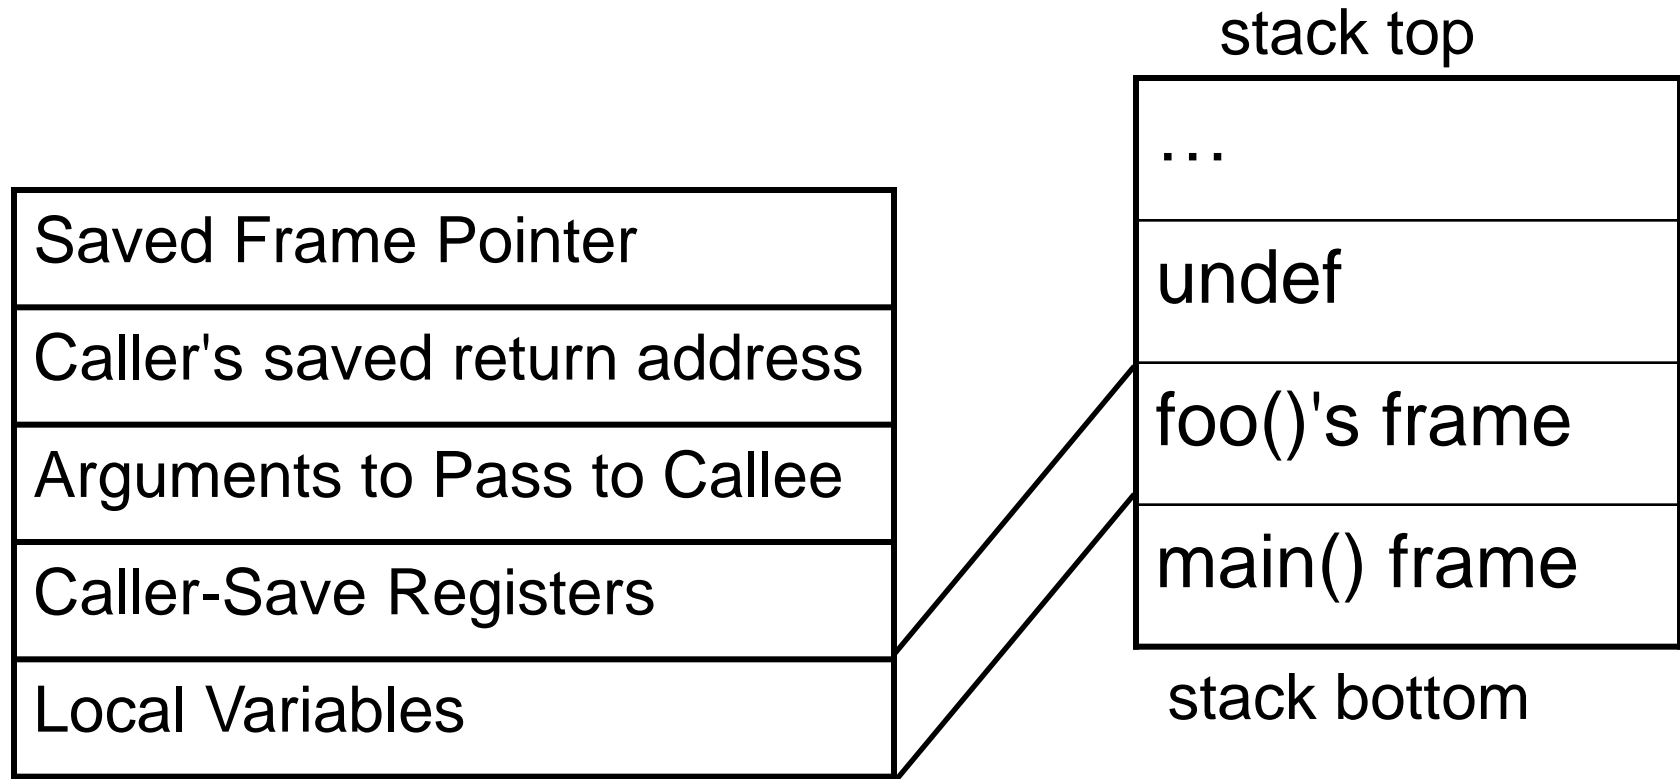 stack top
…
undef
foo()'s frame
main() frame
stack bottom
Saved Frame Pointer
Caller's saved return address
Arguments to Pass to Callee
Caller-Save Registers
Local Variables